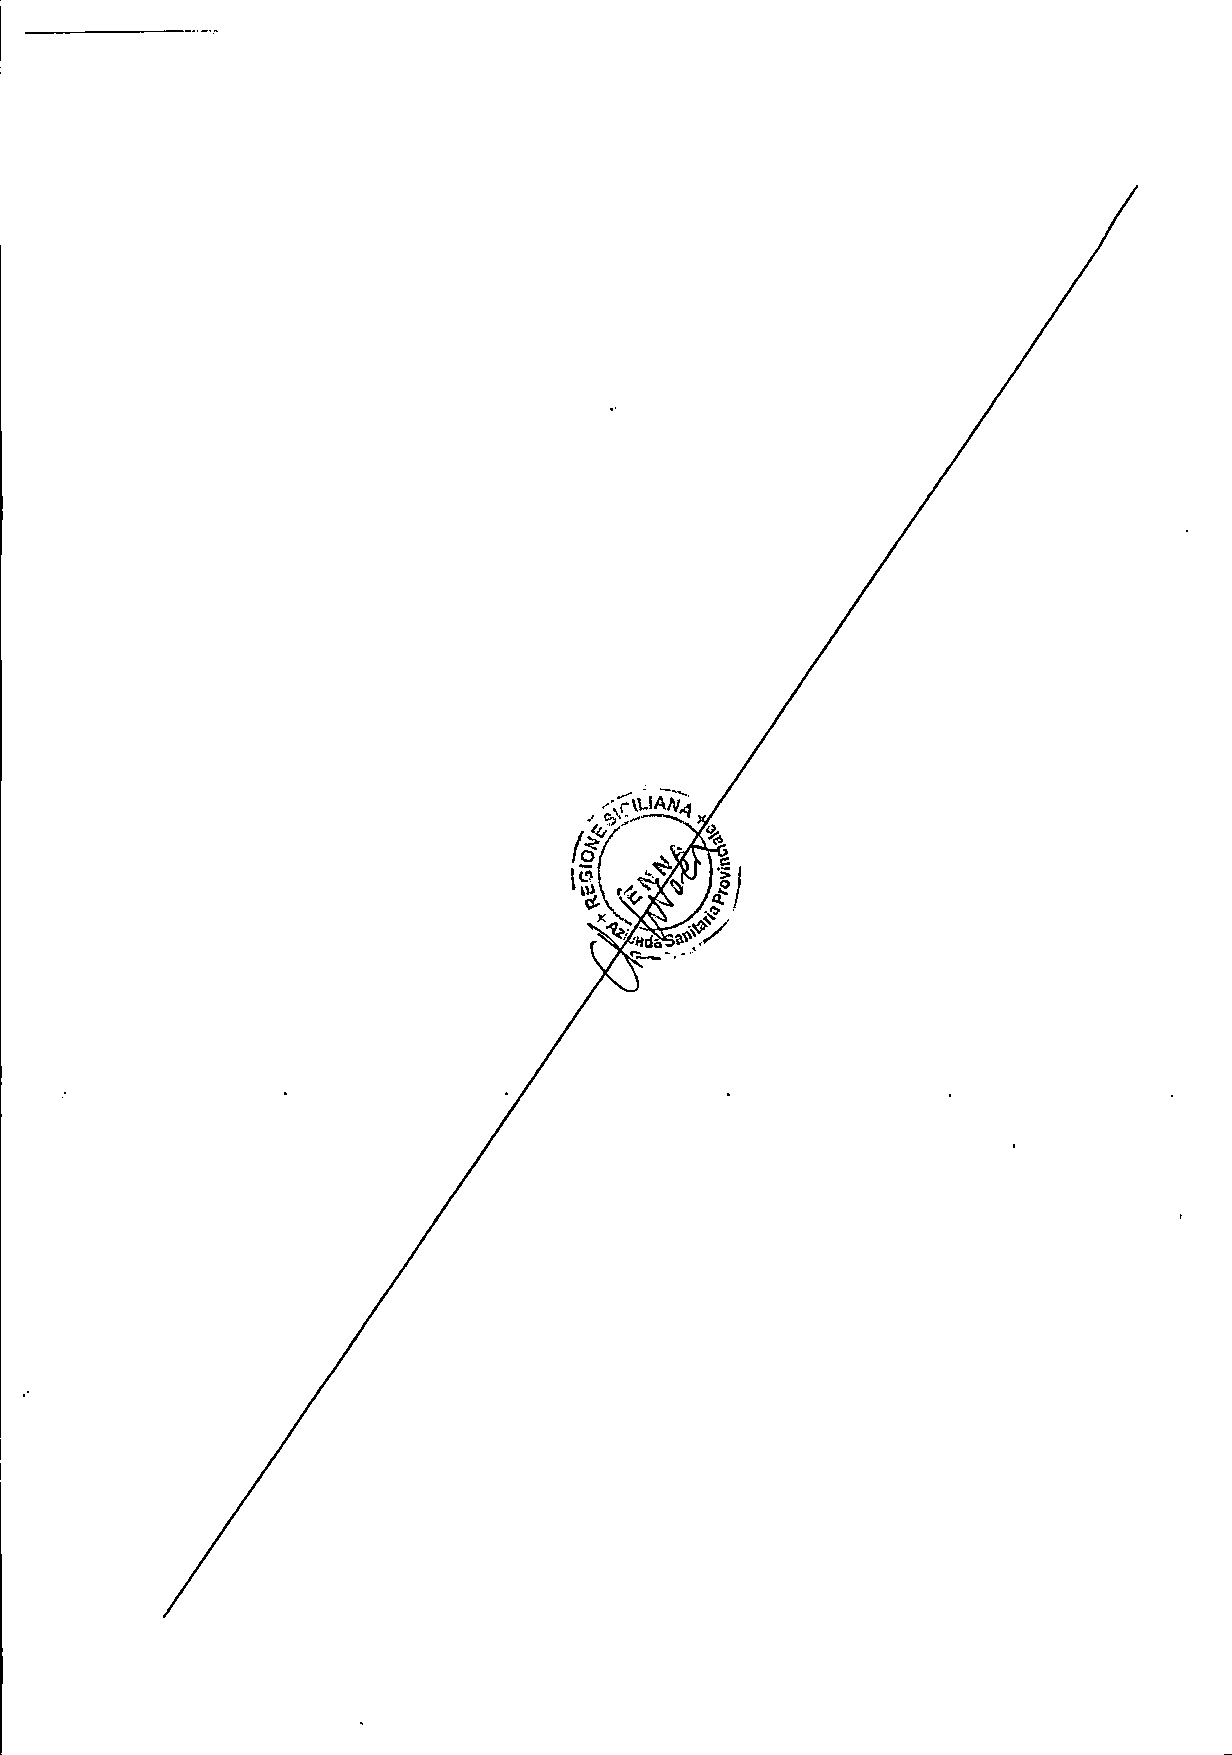 + REGIONE SICILIANA +
Azienda Sanitaria Provinciale
ENNA